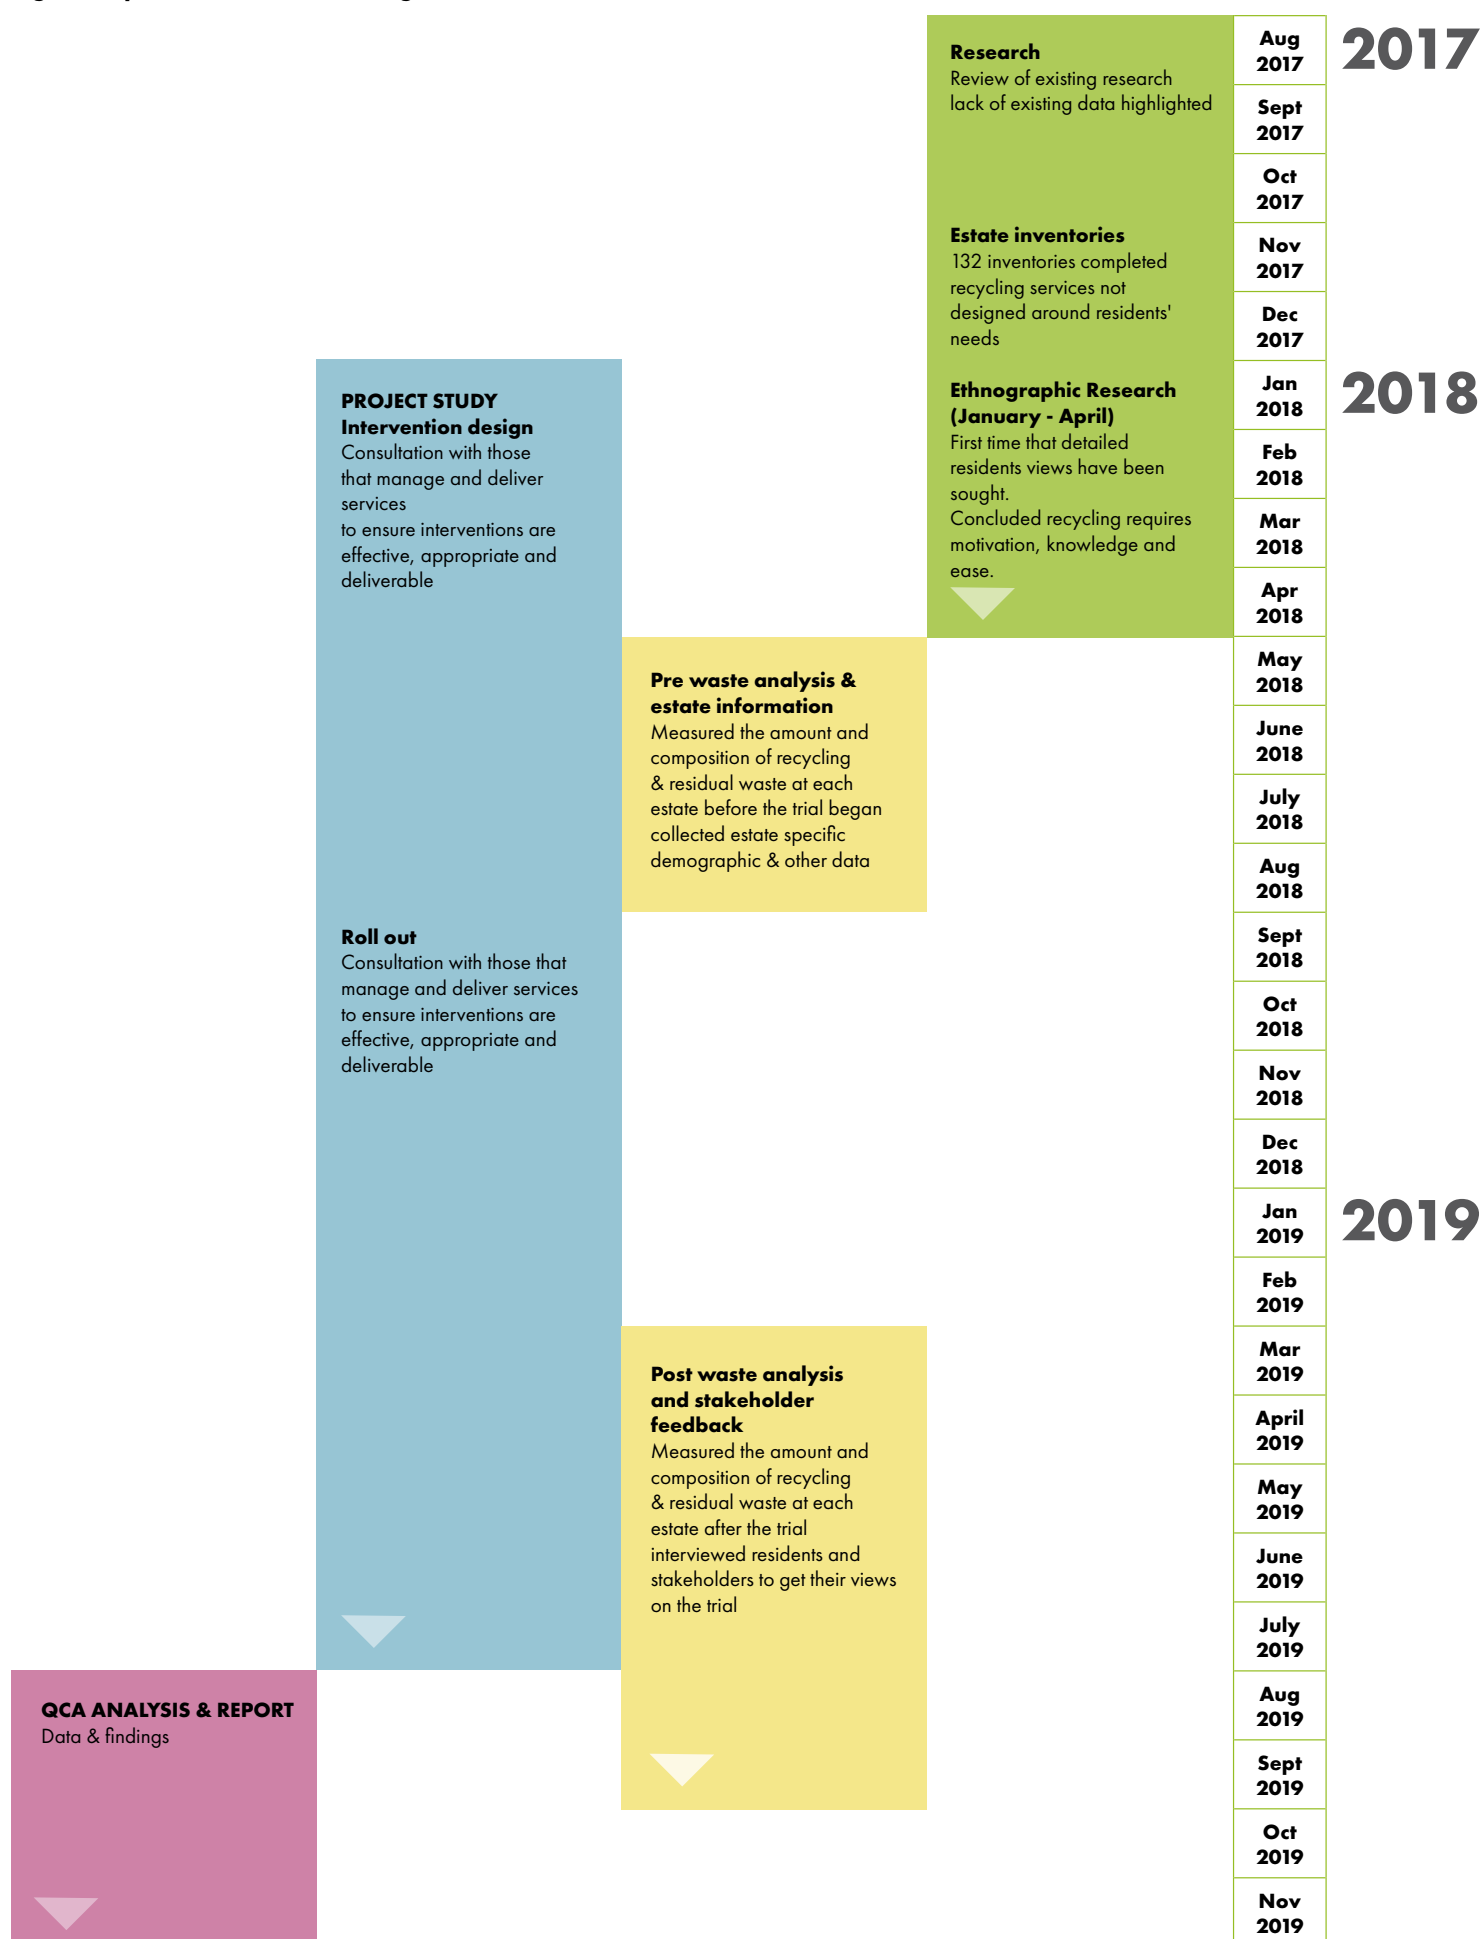 Research
Review of existing research
lack of existing data highlighted
Estate inventories
132 inventories completed
recycling services not
designed around residents'
needs
Ethnographic Research
(January - April)
First time that detailed
residents views have been
sought.
Concluded recycling requires
motivation, knowledge and
ease.
PROJECT STUDY
Intervention design
Consultation with those
that manage and deliver
services
to ensure interventions are
effective, appropriate and
deliverable
Roll out
Consultation with those that
manage and deliver services
to ensure interventions are
effective, appropriate and
deliverable
Pre waste analysis &
estate information
Measured the amount and
composition of recycling
& residual waste at each
estate before the trial began
collected estate specific
demographic & other data
Post waste analysis
and stakeholder
feedback
Measured the amount and
composition of recycling
& residual waste at each
estate after the trial
interviewed residents and
stakeholders to get their views
on the trial
QCA ANALYSIS & REPORT
Data & findings
Aug
2017
Sept
2017
Oct
2017
Nov
2017
Dec
2017
Jan
2018
Feb
2018
Mar
2018
Apr
2018
May
2018
June
2018
July
2018
Aug
2018
Sept
2018
Oct
2018
Nov
2018
Dec
2018
Jan
2019
Feb
2019
Mar
2019
April
2019
May
2019
June
2019
July
2019
Aug
2019
Sept
2019
Oct
2019
Nov
2019
2017
2018
2019